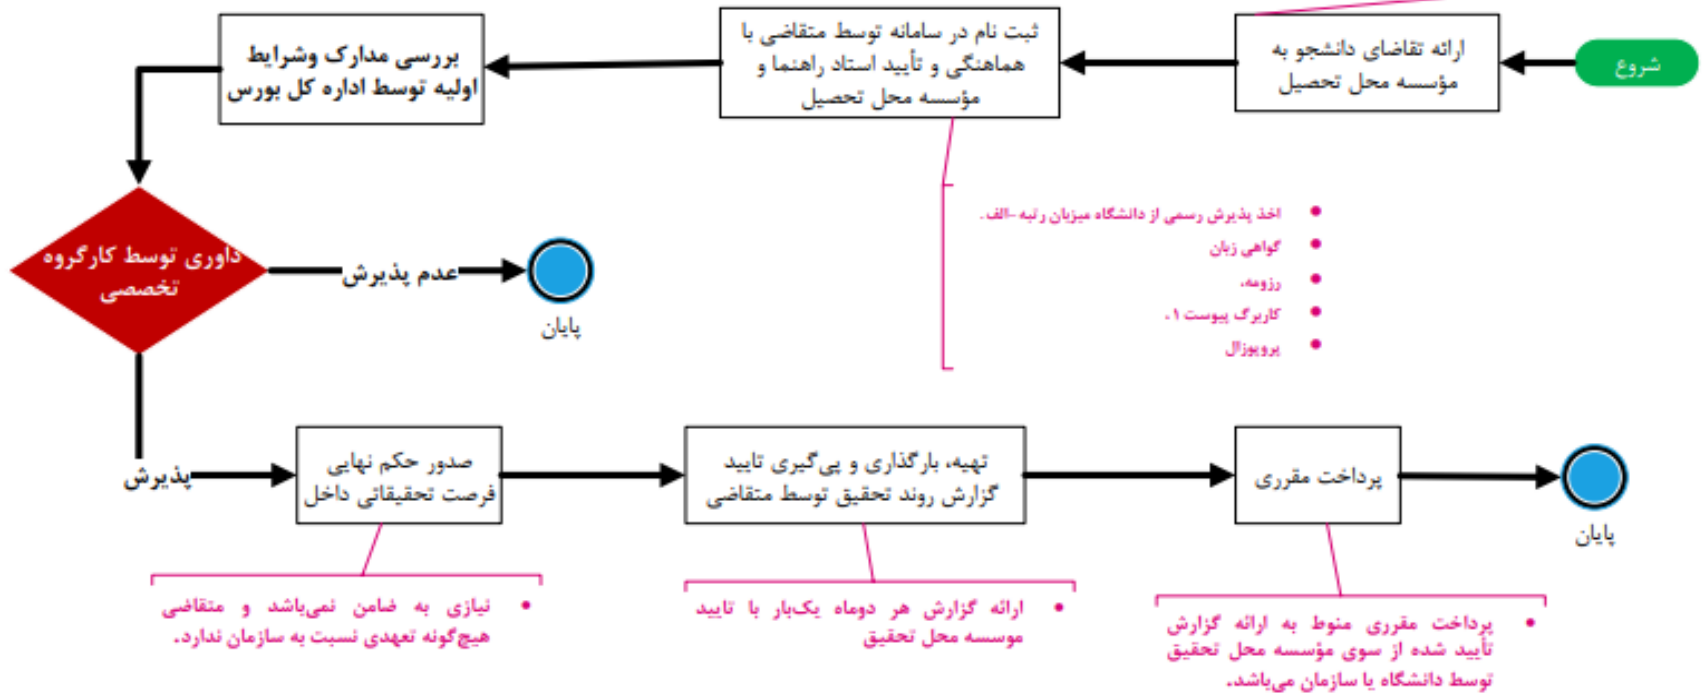 شروع
ارائه تقاضای دانشجو به
مؤسسه محل تحصیل
ثبت نام در سامانه توسط متقاضی با
هماهنگی و تأیید استاد راهنما و
مؤسسه محل تحصیل
بررسی مدارک وشرایط
اولیه توسط اداره کل بورس
• اخذ پذیرش رسمی از دانشگاه میزبان رتبه -الف.
• گواهی زبان
• رزومه،
• کاربرگ پیوست ۱،
• پروپوزال
داوری توسط کارگروه
تخصصی
عدم پذیرش
پایان
پذیرش
صدور حکم نهایی
فرصت تحقیقاتی داخل
تهیه، بارگذاری و پی‌گیری تایید
گزارش روند تحقیق توسط متقاضی
پرداخت مقرری
پایان
• نیازی به ضامن نمی‌باشد و متقاضی
هیچ‌گونه تعهدی نسبت به سازمان ندارد.
• ارائه گزارش هر دوماه یک‌بار با تایید
موسسه محل تحقیق
• پرداخت مقرری منوط به ارائه گزارش
تأیید شده از سوی مؤسسه محل تحقیق
توسط دانشگاه یا سازمان می‌باشد.